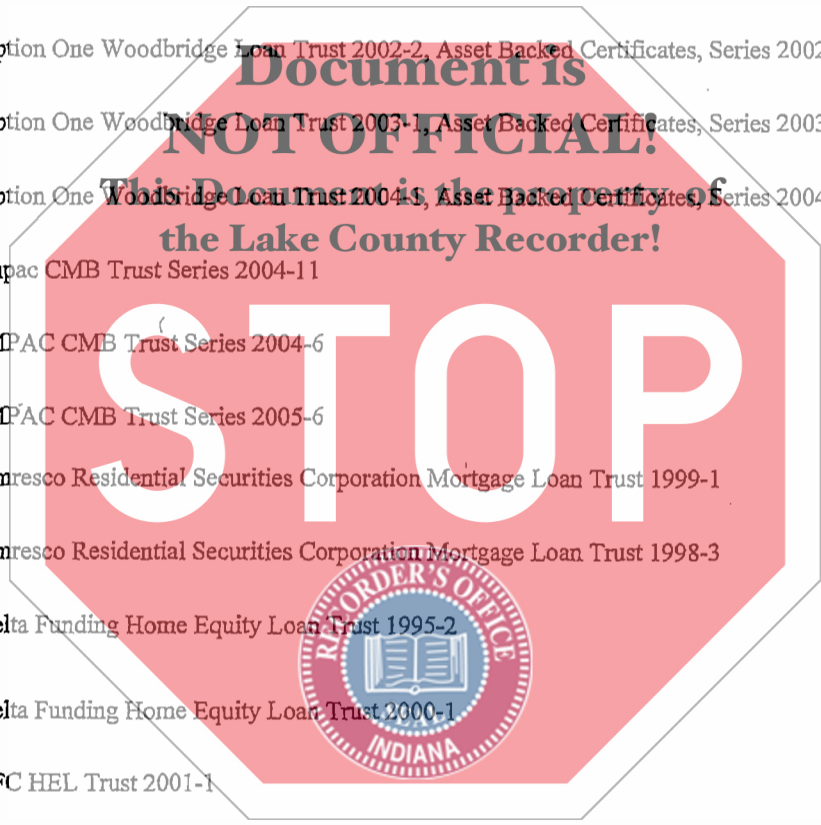 ption One Woodbridge Loan Trust 2002-2, Asset Backed Certificates, Series 2002
Document is
ption One Woodbridge Loan Trust 2003-1, Asset Backed Certificates, Series 2003
NOT OFFICIAL!
ption One Woodbridge Loan Trust 2004-1, Asset Backed Certificates, Series 2004
This Document is the property of
the Lake County Recorder!
pac CMB Trust Series 2004-11
PAC CMB Trust Series 2004-6
STOP
PAC CMB Trust Series 2005-6
mresco Residential Securities Corporation Mortgage Loan Trust 1999-1
mresco Residential Securities Corporation Mortgage Loan Trust 1998-3
RECORDER'S OFFICE
elta Funding Home Equity Loan Trust 1995-2
elta Funding Home Equity Loan Trust 2000-1
SEAL
INDIANA
FC HEL Trust 2001-1